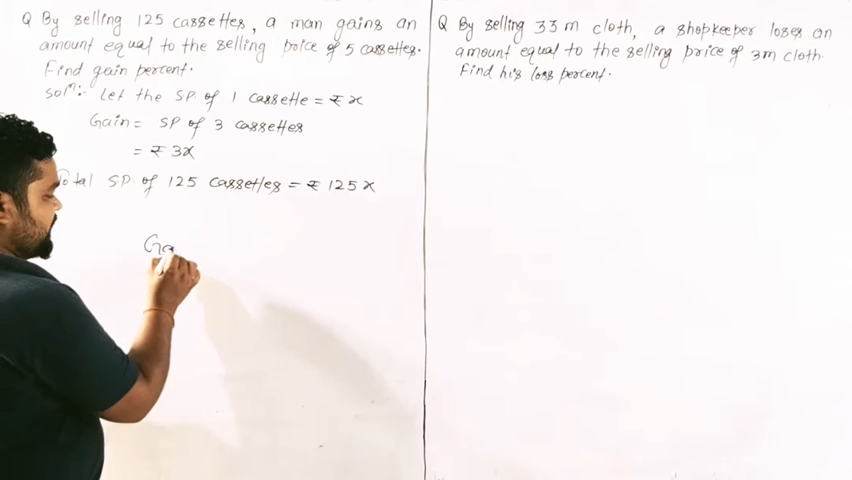 Q By selling 125 cassettes, a man gains an
amount equal to the selling price of 5 cassettes.
Find gain percent.
Solⁿ:- Let the SP of 1 cassette = ₹ x
Gain = SP of 3 cassettes
= ₹ 3x
Total SP. of 125 cassettes = ₹ 125x
Ga
Q By selling 33 m cloth, a shopkeeper loses an
amount equal to the selling price of 3m cloth.
Find his loss percent.